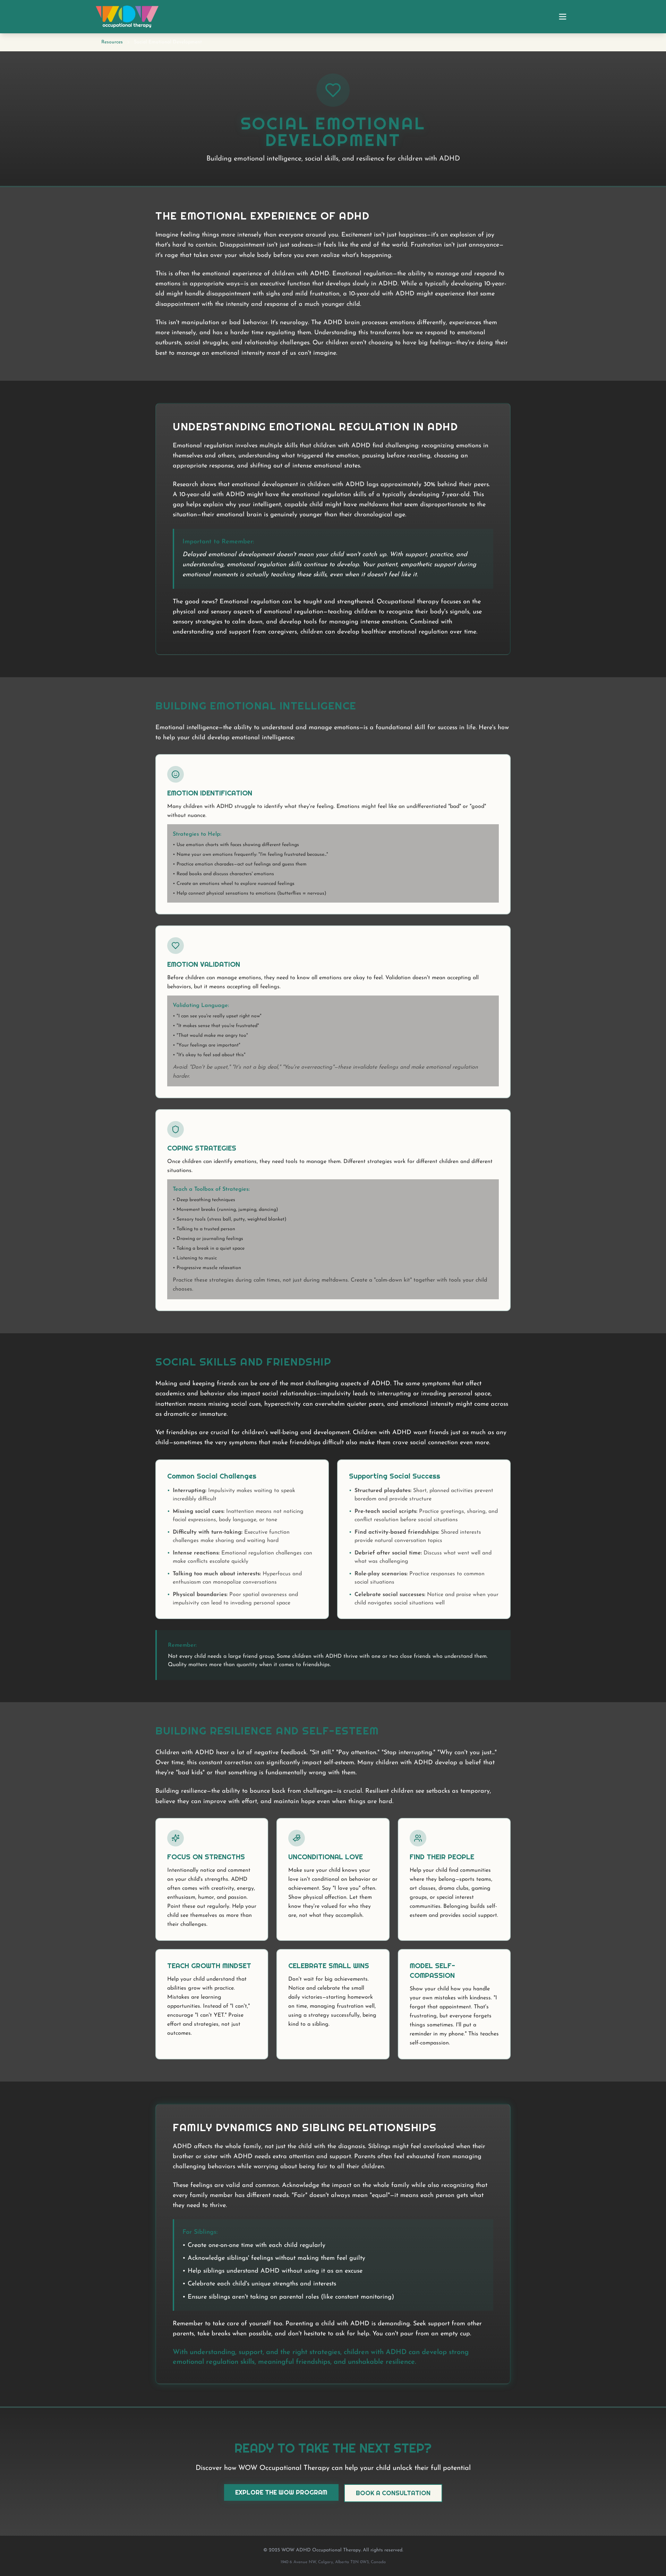 WOW
occupational therapy
Resources
SOCIAL EMOTIONAL
DEVELOPMENT
Building emotional intelligence, social skills, and resilience for children with ADHD
THE EMOTIONAL EXPERIENCE OF ADHD
Imagine feeling things more intensely than everyone around you. Excitement isn't just happiness—it's an explosion of joy
that's hard to contain. Disappointment isn't just sadness—it feels like the end of the world. Frustration isn't just annoyance—
it's rage that takes over your whole body before you even realize what's happening.
This is often the emotional experience of children with ADHD. Emotional regulation—the ability to manage and respond to
emotions in appropriate ways—is an executive function that develops slowly in ADHD. While a typically developing 10-year-
old might handle disappointment with sighs and mild frustration, a 10-year-old with ADHD might experience that same
disappointment with the intensity and response of a much younger child.
This isn't manipulation or bad behavior. It's neurology. The ADHD brain processes emotions differently, experiences them
more intensely, and has a harder time regulating them. Understanding this transforms how we respond to emotional
outbursts, social struggles, and relationship challenges. Our children aren't choosing to have big feelings—they're doing their
best to manage an emotional intensity most of us can't imagine.
UNDERSTANDING EMOTIONAL REGULATION IN ADHD
Emotional regulation involves multiple skills that children with ADHD find challenging: recognizing emotions in
themselves and others, understanding what triggered the emotion, pausing before reacting, choosing an
appropriate response, and shifting out of intense emotional states.
Research shows that emotional development in children with ADHD lags approximately 30% behind their peers.
A 10-year-old with ADHD might have the emotional regulation skills of a typically developing 7-year-old. This
gap helps explain why your intelligent, capable child might have meltdowns that seem disproportionate to the
situation—their emotional brain is genuinely younger than their chronological age.
Important to Remember:
Delayed emotional development doesn't mean your child won't catch up. With support, practice, and
understanding, emotional regulation skills continue to develop. Your patient, empathetic support during
emotional moments is actually teaching these skills, even when it doesn't feel like it.
The good news? Emotional regulation can be taught and strengthened. Occupational therapy focuses on the
physical and sensory aspects of emotional regulation—teaching children to recognize their body's signals, use
sensory strategies to calm down, and develop tools for managing intense emotions. Combined with
understanding and support from caregivers, children can develop healthier emotional regulation over time.
BUILDING EMOTIONAL INTELLIGENCE
Emotional intelligence—the ability to understand and manage emotions—is a foundational skill for success in life. Here's how
to help your child develop emotional intelligence:
EMOTION IDENTIFICATION
Many children with ADHD struggle to identify what they're feeling. Emotions might feel like an undifferentiated "bad" or "good"
without nuance.
Strategies to Help:
• Use emotion charts with faces showing different feelings
• Name your own emotions frequently: "I'm feeling frustrated because..."
• Practice emotion charades—act out feelings and guess them
• Read books and discuss characters' emotions
• Create an emotions wheel to explore nuanced feelings
• Help connect physical sensations to emotions (butterflies = nervous)
EMOTION VALIDATION
Before children can manage emotions, they need to know all emotions are okay to feel. Validation doesn't mean accepting all
behaviors, but it means accepting all feelings.
Validating Language:
• "I can see you're really upset right now"
• "It makes sense that you're frustrated"
• "That would make me angry too"
• "Your feelings are important"
• "It's okay to feel sad about this"
Avoid: "Don't be upset," "It's not a big deal," "You're overreacting"—these invalidate feelings and make emotional regulation
harder.
COPING STRATEGIES
Once children can identify emotions, they need tools to manage them. Different strategies work for different children and different
situations.
Teach a Toolbox of Strategies:
• Deep breathing techniques
• Movement breaks (running, jumping, dancing)
• Sensory tools (stress ball, putty, weighted blanket)
• Talking to a trusted person
• Drawing or journaling feelings
• Taking a break in a quiet space
• Listening to music
• Progressive muscle relaxation
Practice these strategies during calm times, not just during meltdowns. Create a "calm-down kit" together with tools your child
chooses.
SOCIAL SKILLS AND FRIENDSHIP
Making and keeping friends can be one of the most challenging aspects of ADHD. The same symptoms that affect
academics and behavior also impact social relationships—impulsivity leads to interrupting or invading personal space,
inattention means missing social cues, hyperactivity can overwhelm quieter peers, and emotional intensity might come across
as dramatic or immature.
Yet friendships are crucial for children's well-being and development. Children with ADHD want friends just as much as any
child—sometimes the very symptoms that make friendships difficult also make them crave social connection even more.
Common Social Challenges
• Interrupting: Impulsivity makes waiting to speak
incredibly difficult
• Missing social cues: Inattention means not noticing
facial expressions, body language, or tone
• Difficulty with turn-taking: Executive function
challenges make sharing and waiting hard
• Intense reactions: Emotional regulation challenges can
make conflicts escalate quickly
• Talking too much about interests: Hyperfocus and
enthusiasm can monopolize conversations
• Physical boundaries: Poor spatial awareness and
impulsivity can lead to invading personal space
Supporting Social Success
• Structured playdates: Short, planned activities prevent
boredom and provide structure
• Pre-teach social scripts: Practice greetings, sharing, and
conflict resolution before social situations
• Find activity-based friendships: Shared interests
provide natural conversation topics
• Debrief after social time: Discuss what went well and
what was challenging
• Role-play scenarios: Practice responses to common
social situations
• Celebrate social successes: Notice and praise when your
child navigates social situations well
Remember:
Not every child needs a large friend group. Some children with ADHD thrive with one or two close friends who understand them.
Quality matters more than quantity when it comes to friendships.
BUILDING RESILIENCE AND SELF-ESTEEM
Children with ADHD hear a lot of negative feedback. "Sit still." "Pay attention." "Stop interrupting." "Why can't you just..."
Over time, this constant correction can significantly impact self-esteem. Many children with ADHD develop a belief that
they're "bad kids" or that something is fundamentally wrong with them.
Building resilience—the ability to bounce back from challenges—is crucial. Resilient children see setbacks as temporary,
believe they can improve with effort, and maintain hope even when things are hard.
FOCUS ON STRENGTHS
Intentionally notice and comment
on your child's strengths. ADHD
often comes with creativity, energy,
enthusiasm, humor, and passion.
Point these out regularly. Help your
child see themselves as more than
their challenges.
UNCONDITIONAL LOVE
Make sure your child knows your
love isn't conditional on behavior or
achievement. Say "I love you" often.
Show physical affection. Let them
know they're valued for who they
are, not what they accomplish.
FIND THEIR PEOPLE
Help your child find communities
where they belong—sports teams,
art classes, drama clubs, gaming
groups, or special interest
communities. Belonging builds self-
esteem and provides social support.
TEACH GROWTH MINDSET
Help your child understand that
abilities grow with practice.
Mistakes are learning
opportunities. Instead of "I can't,"
encourage "I can't YET." Praise
effort and strategies, not just
outcomes.
CELEBRATE SMALL WINS
Don't wait for big achievements.
Notice and celebrate the small
daily victories—starting homework
on time, managing frustration well,
using a strategy successfully, being
kind to a sibling.
MODEL SELF-
COMPASSION
Show your child how you handle
your own mistakes with kindness. "I
forgot that appointment. That's
frustrating, but everyone forgets
things sometimes. I'll put a
reminder in my phone." This teaches
self-compassion.
FAMILY DYNAMICS AND SIBLING RELATIONSHIPS
ADHD affects the whole family, not just the child with the diagnosis. Siblings might feel overlooked when their
brother or sister with ADHD needs extra attention and support. Parents often feel exhausted from managing
challenging behaviors while worrying about being fair to all their children.
These feelings are valid and common. Acknowledge the impact on the whole family while also recognizing that
every family member has different needs. "Fair" doesn't always mean "equal"—it means each person gets what
they need to thrive.
For Siblings:
• Create one-on-one time with each child regularly
• Acknowledge siblings' feelings without making them feel guilty
• Help siblings understand ADHD without using it as an excuse
• Celebrate each child's unique strengths and interests
• Ensure siblings aren't taking on parental roles (like constant monitoring)
Remember to take care of yourself too. Parenting a child with ADHD is demanding. Seek support from other
parents, take breaks when possible, and don't hesitate to ask for help. You can't pour from an empty cup.
With understanding, support, and the right strategies, children with ADHD can develop strong
emotional regulation skills, meaningful friendships, and unshakable resilience.
READY TO TAKE THE NEXT STEP?
Discover how WOW Occupational Therapy can help your child unlock their full potential
EXPLORE THE WOW PROGRAM
BOOK A CONSULTATION
© 2025 WOW ADHD Occupational Therapy. All rights reserved.
Avenue NW, Calgary, Alberta, Canada